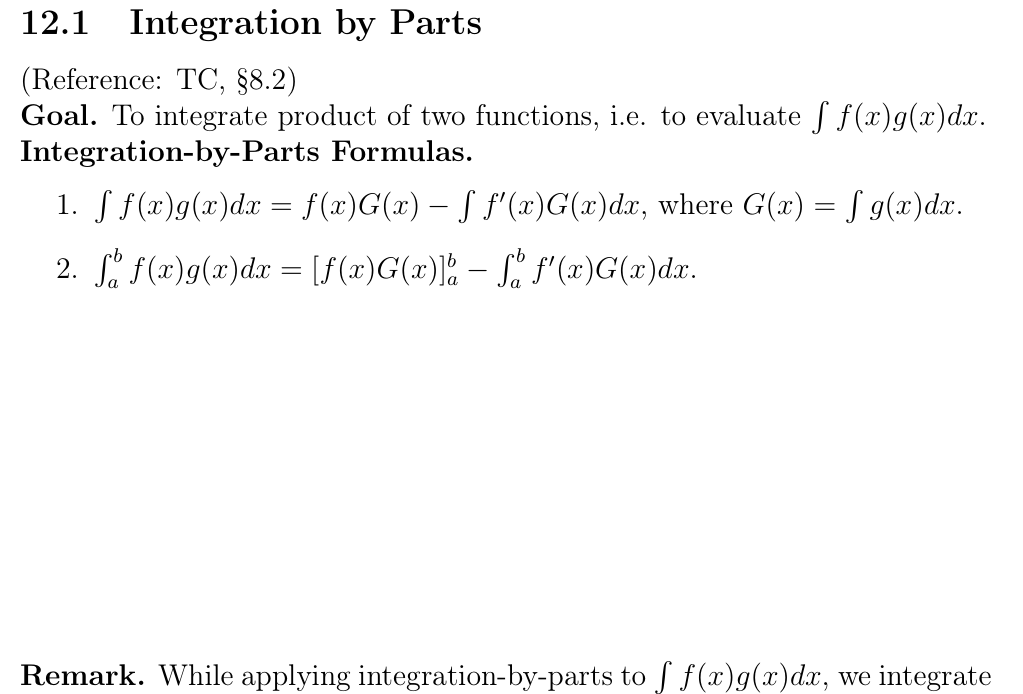 12.1 Integration by Parts
(Reference: TC, §8.2)
Goal. To integrate product of two functions, i.e. to evaluate ∫ f(x)g(x)dx.
Integration-by-Parts Formulas.
1. ∫ f(x)g(x)dx = f(x)G(x) − ∫ f′(x)G(x)dx, where G(x) = ∫ g(x)dx.
2. ∫_a^b f(x)g(x)dx = [f(x)G(x)]_a^b − ∫_a^b f′(x)G(x)dx.
Remark. While applying integration-by-parts to ∫ f(x)g(x)dx, we integrate